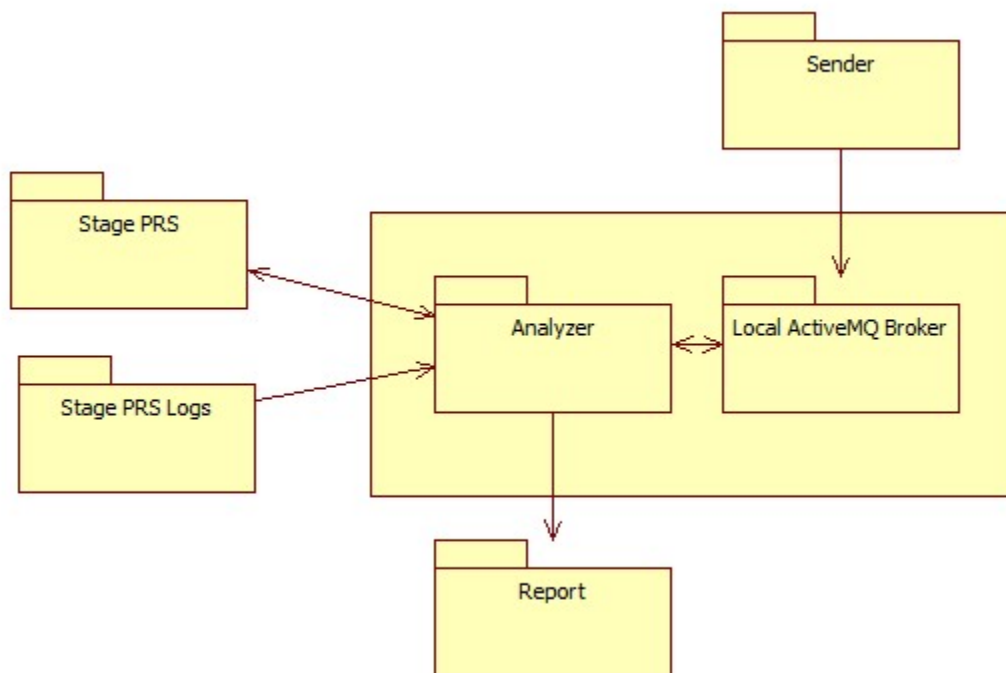 Sender
Stage PRS
Analyzer
Local ActiveMQ Broker
Stage PRS Logs
Report